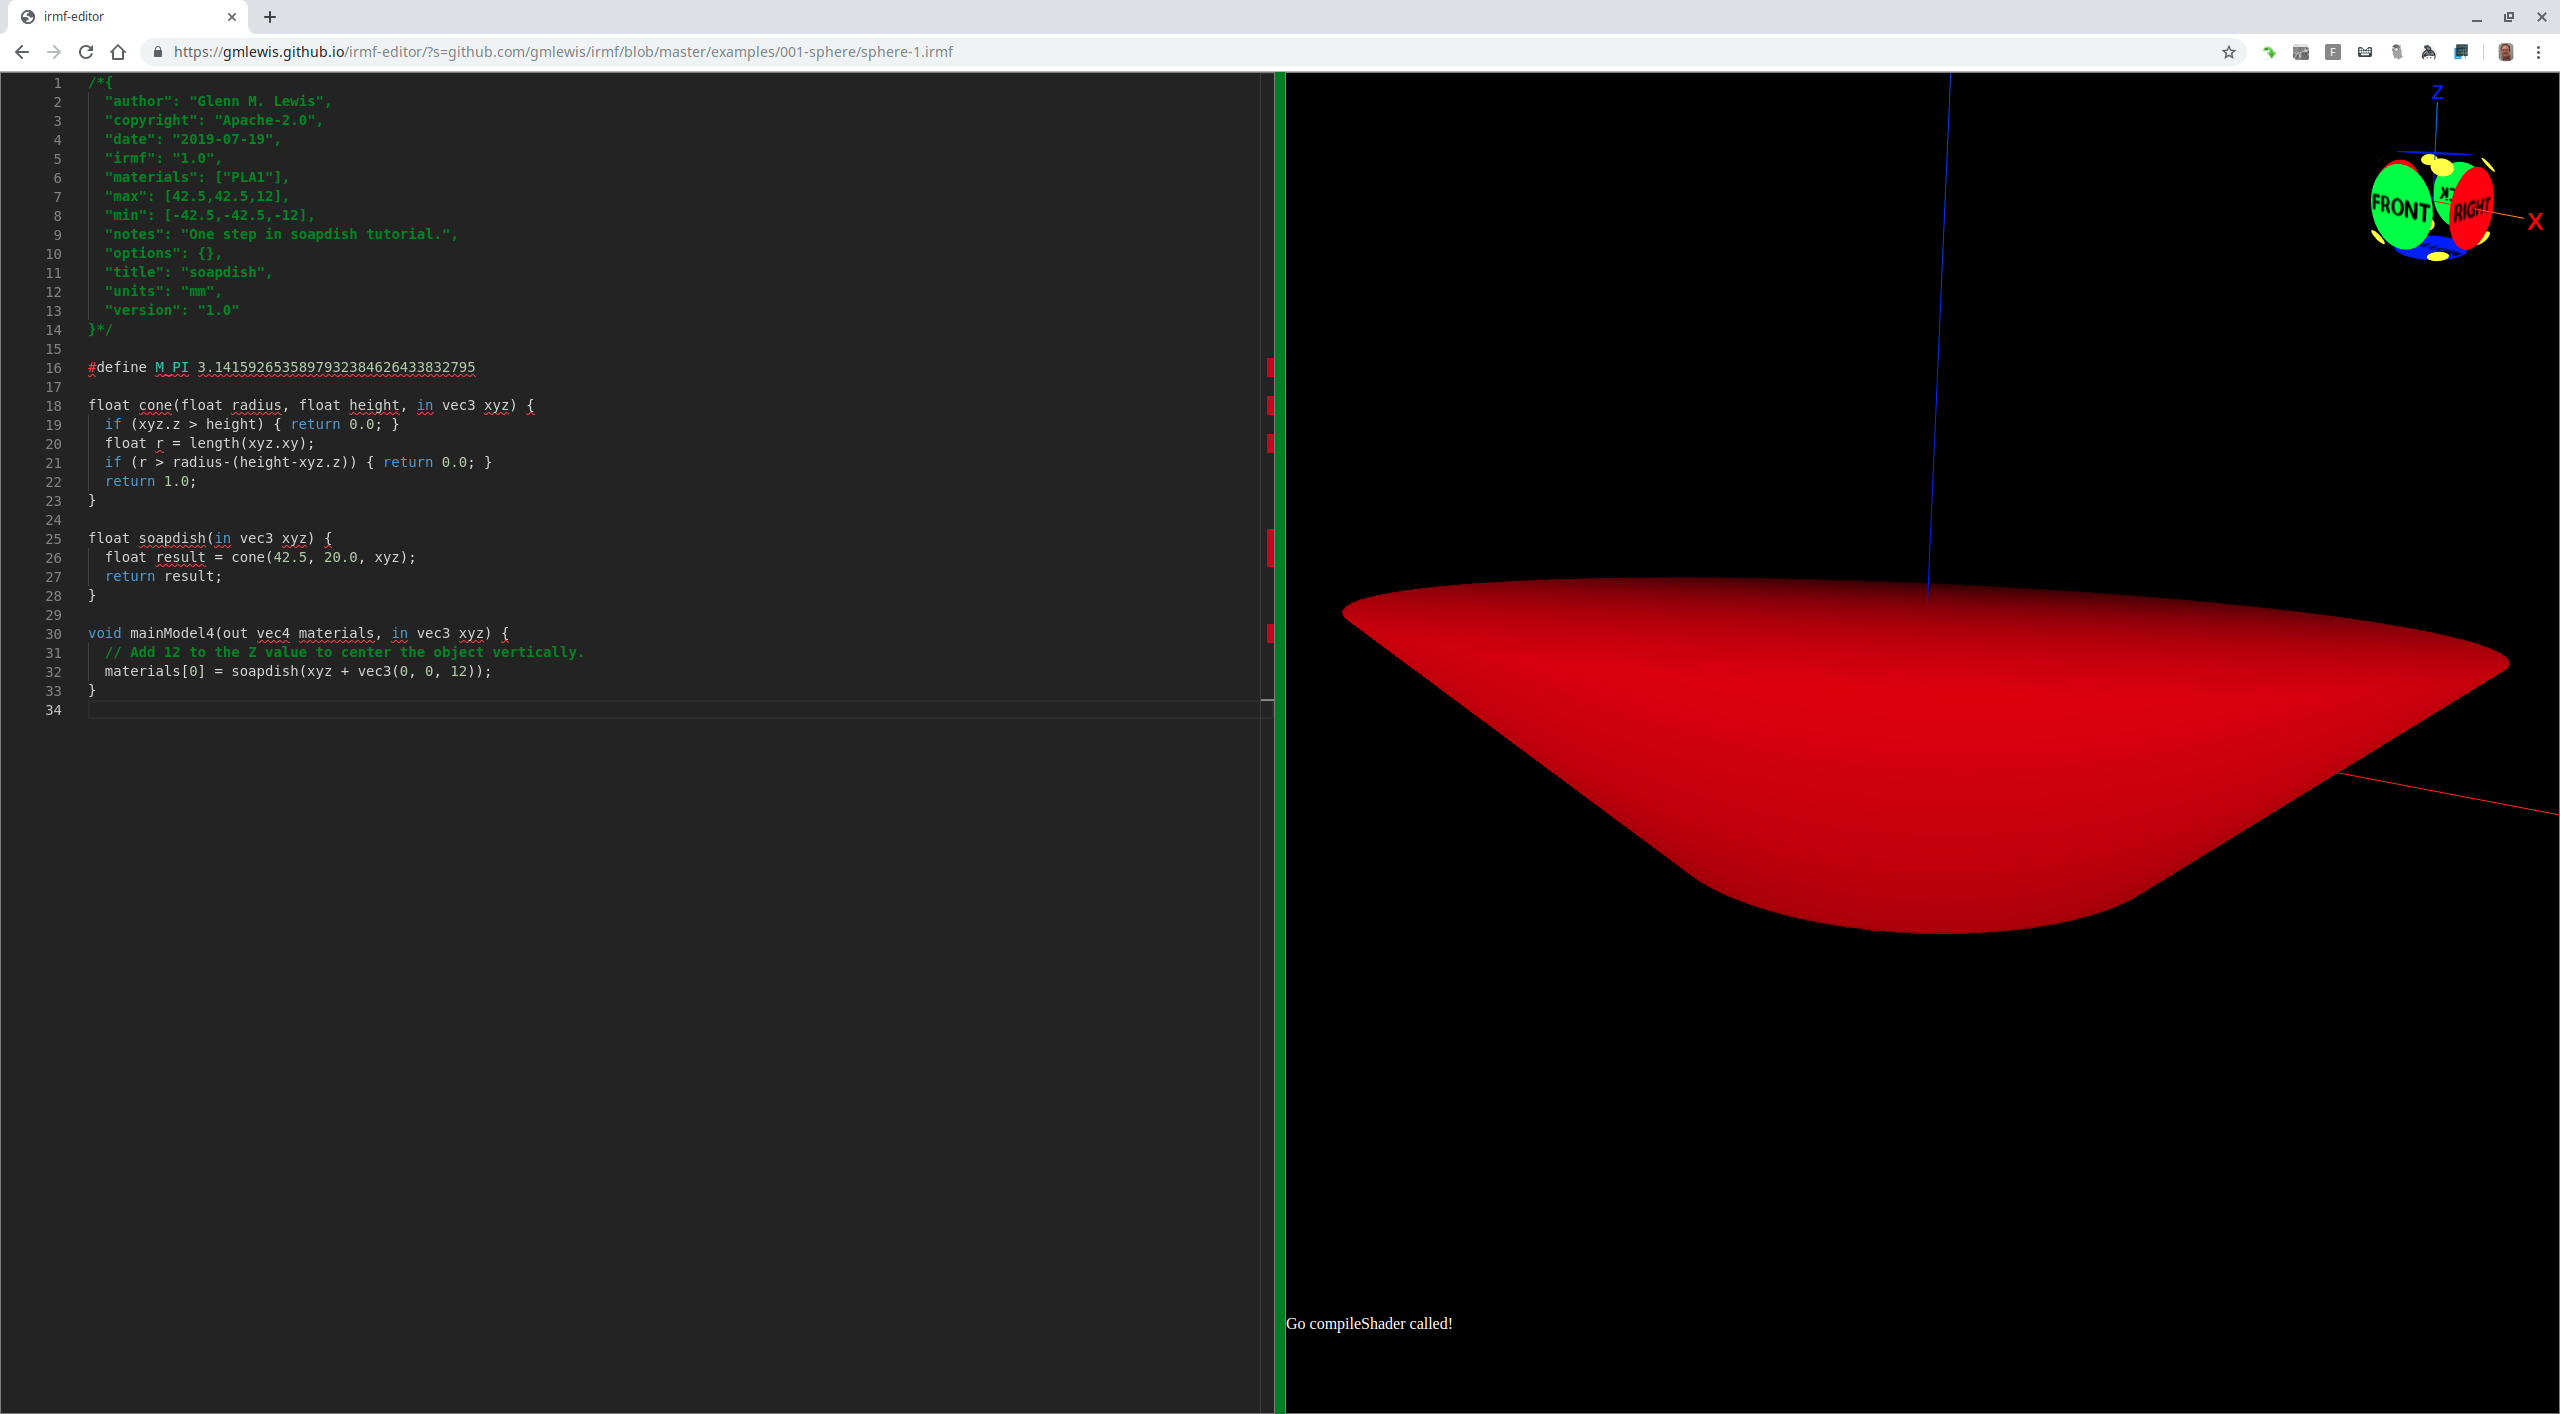 irmf-editor
https://gmlewis.github.io/irmf-editor/?s=github.com/gmlewis/irmf/blob/master/examples/001-sphere/sphere-1.irmf
F
1 /*{
2   "author": "Glenn M. Lewis",
3   "copyright": "Apache-2.0",
4   "date": "2019-07-19",
5   "irmf": "1.0",
6   "materials": ["PLA1"],
7   "max": [42.5,42.5,12],
8   "min": [-42.5,-42.5,-12],
9   "notes": "One step in soapdish tutorial.",
10   "options": {},
11   "title": "soapdish",
12   "units": "mm",
13   "version": "1.0"
14 }*/
15
16 #define M_PI 3.1415926535897932384626433832795
17
18 float cone(float radius, float height, in vec3 xyz) {
19   if (xyz.z > height) { return 0.0; }
20   float r = length(xyz.xy);
21   if (r > radius-(height-xyz.z)) { return 0.0; }
22   return 1.0;
23 }
24
25 float soapdish(in vec3 xyz) {
26   float result = cone(42.5, 20.0, xyz);
27   return result;
28 }
29
30 void mainModel4(out vec4 materials, in vec3 xyz) {
31   // Add 12 to the Z value to center the object vertically.
32   materials[0] = soapdish(xyz + vec3(0, 0, 12));
33 }
34
Z
FRONT
CK
RIGHT
X
Go compileShader called!